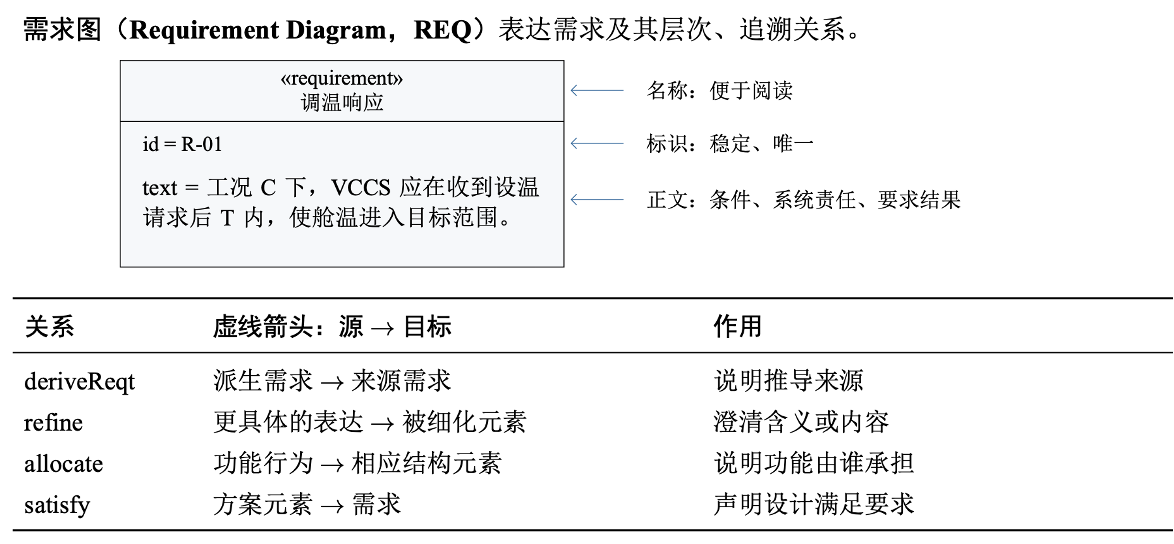 需求图（Requirement Diagram，REQ）表达需求及其层次、追溯关系。
«requirement»
调温响应
名称：便于阅读
id = R-01
标识：稳定、唯一
text = 工况 C 下，VCCS 应在收到设温
请求后 T 内，使舱温进入目标范围。
正文：条件、系统责任、要求结果
关系 虚线箭头：源 → 目标 作用
deriveReqt 派生需求 → 来源需求 说明推导来源
refine 更具体的表达 → 被细化元素 澄清含义或内容
allocate 功能行为 → 相应结构元素 说明功能由谁承担
satisfy 方案元素 → 需求 声明设计满足要求